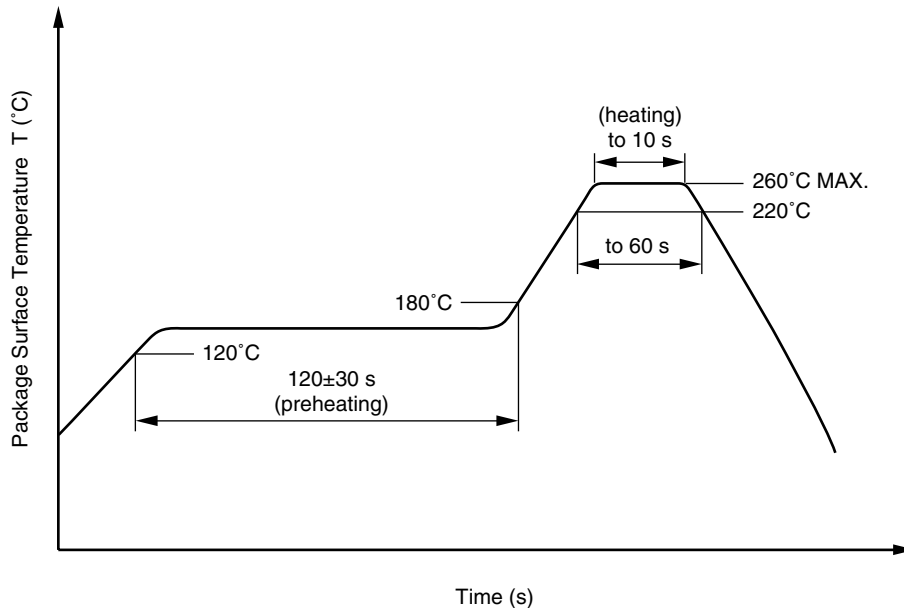 Package Surface Temperature T (˚C)
(heating)
to 10 s
260˚C MAX.
220˚C
to 60 s
180˚C
120˚C
120±30 s
(preheating)
Time (s)